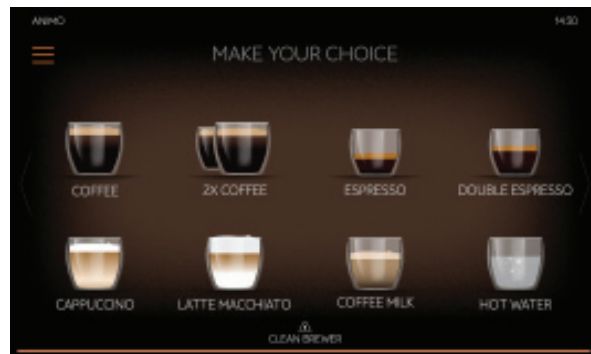 ANIMO 14:30
MAKE YOUR CHOICE
COFFEE 2X COFFEE ESPRESSO DOUBLE ESPRESSO
CAPPUCCINO LATTE MACCHIATO COFFEE MILK HOT WATER
CLEAN BREWER